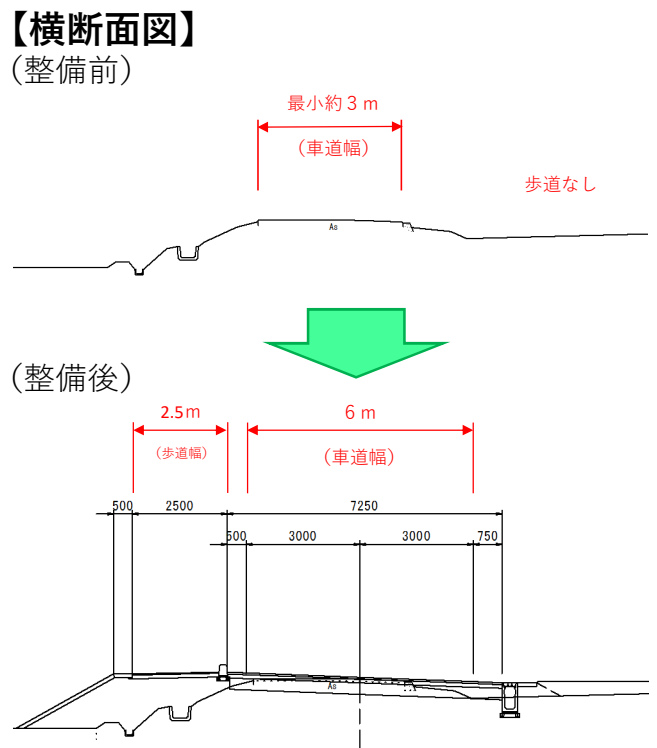 【横断面図】
（整備前）
最小約３ｍ
（車道幅）
歩道なし
As
（整備後）
2.5ｍ
６ｍ
（歩道幅）
（車道幅）
500 2500 7250
500 3000 3000 750
As